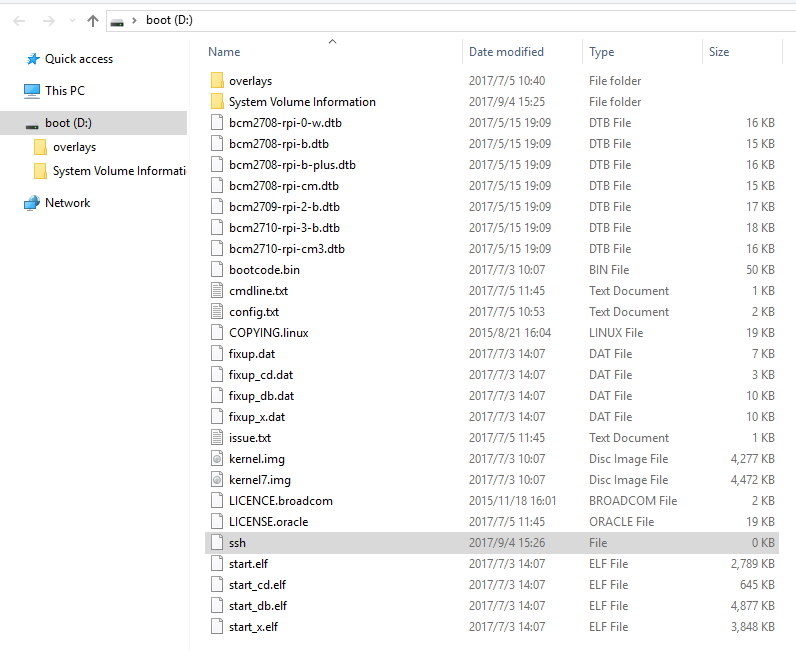 boot (D:)
Quick access
This PC
boot (D:)
overlays
System Volume Informati
Network
Name Date modified Type Size
overlays 2017/7/5 10:40 File folder
System Volume Information 2017/9/4 15:25 File folder
bcm2708-rpi-0-w.dtb 2017/5/15 19:09 DTB File 16 KB
bcm2708-rpi-b.dtb 2017/5/15 19:09 DTB File 15 KB
bcm2708-rpi-b-plus.dtb 2017/5/15 19:09 DTB File 16 KB
bcm2708-rpi-cm.dtb 2017/5/15 19:09 DTB File 15 KB
bcm2709-rpi-2-b.dtb 2017/5/15 19:09 DTB File 17 KB
bcm2710-rpi-3-b.dtb 2017/5/15 19:09 DTB File 18 KB
bcm2710-rpi-cm3.dtb 2017/5/15 19:09 DTB File 16 KB
bootcode.bin 2017/7/3 10:07 BIN File 50 KB
cmdline.txt 2017/7/5 11:45 Text Document 1 KB
config.txt 2017/7/5 10:53 Text Document 2 KB
COPYING.linux 2015/8/21 16:04 LINUX File 19 KB
fixup.dat 2017/7/3 14:07 DAT File 7 KB
fixup_cd.dat 2017/7/3 14:07 DAT File 3 KB
fixup_db.dat 2017/7/3 14:07 DAT File 10 KB
fixup_x.dat 2017/7/3 14:07 DAT File 10 KB
issue.txt 2017/7/5 11:45 Text Document 1 KB
kernel.img 2017/7/3 10:07 Disc Image File 4,277 KB
kernel7.img 2017/7/3 10:07 Disc Image File 4,472 KB
LICENCE.broadcom 2015/11/18 16:01 BROADCOM File 2 KB
LICENSE.oracle 2017/7/5 11:45 ORACLE File 19 KB
ssh 2017/9/4 15:26 File 0 KB
start.elf 2017/7/3 14:07 ELF File 2,789 KB
start_cd.elf 2017/7/3 14:07 ELF File 645 KB
start_db.elf 2017/7/3 14:07 ELF File 4,877 KB
start_x.elf 2017/7/3 14:07 ELF File 3,848 KB